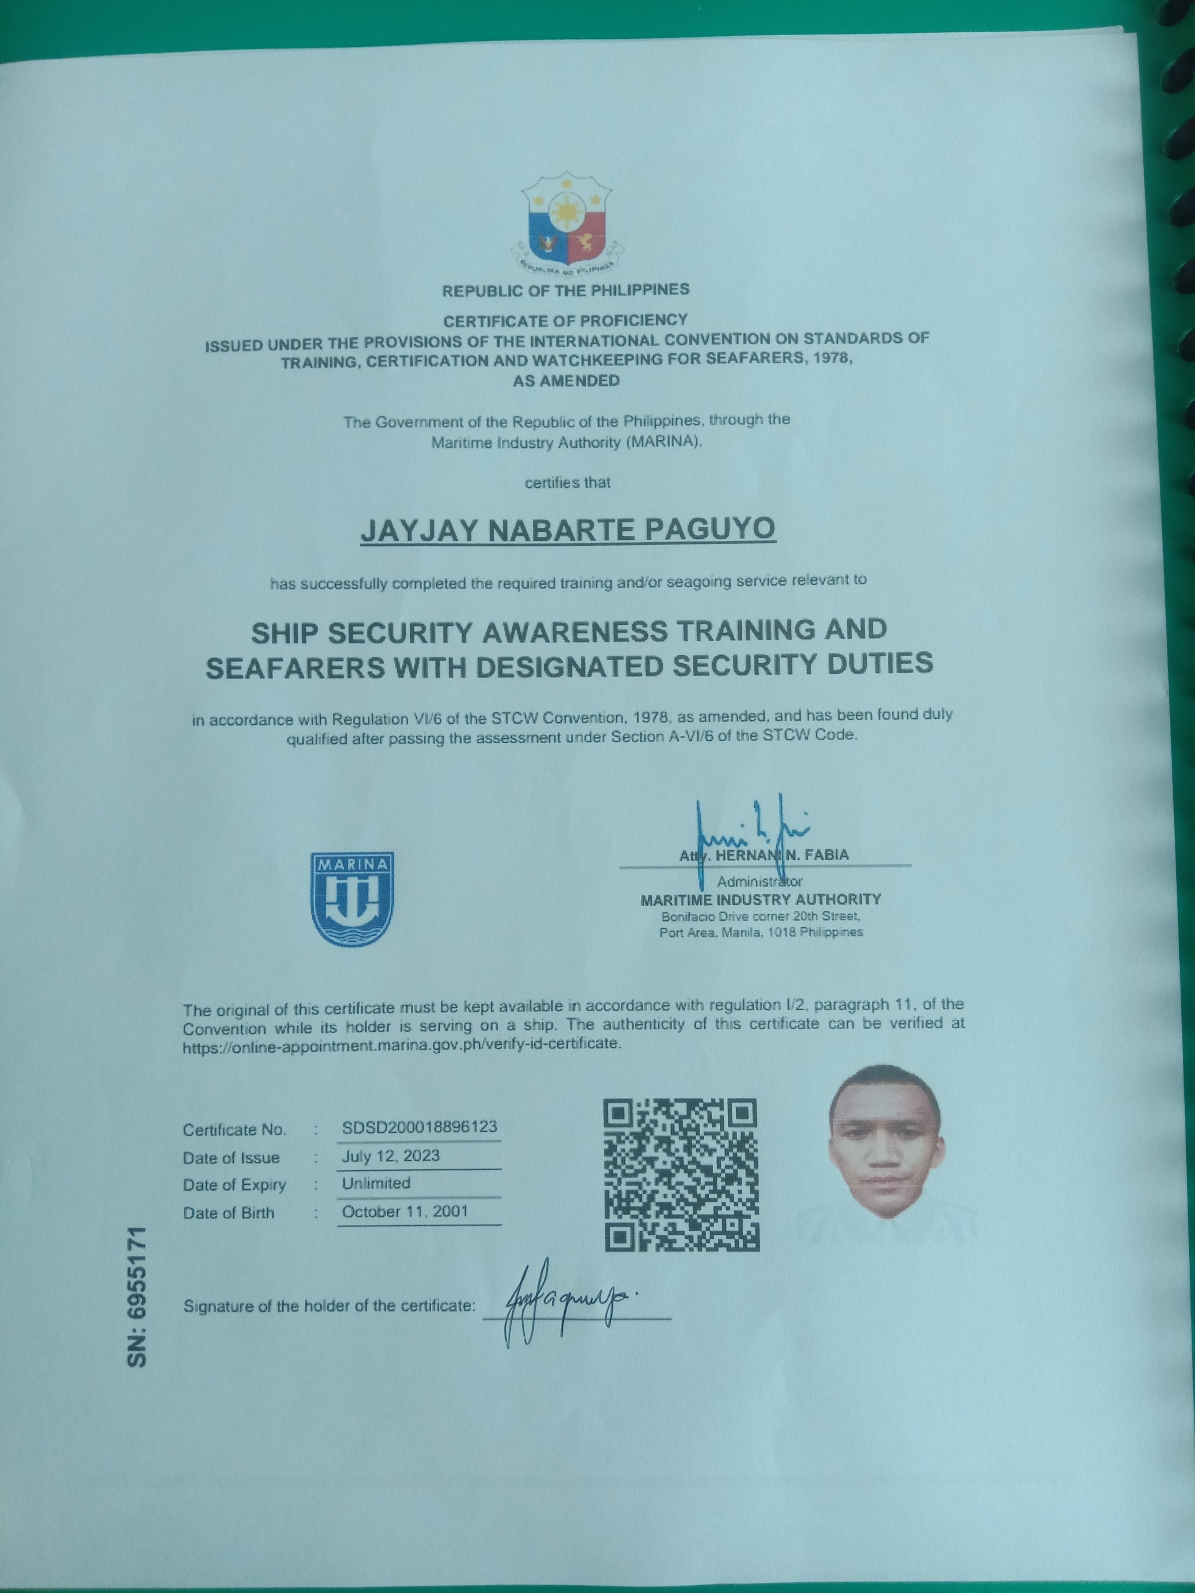 REPUBLIKA NG PILIPINAS
REPUBLIC OF THE PHILIPPINES
CERTIFICATE OF PROFICIENCY
ISSUED UNDER THE PROVISIONS OF THE INTERNATIONAL CONVENTION ON STANDARDS OF
TRAINING, CERTIFICATION AND WATCHKEEPING FOR SEAFARERS, 1978,
AS AMENDED
The Government of the Republic of the Philippines, through the
Maritime Industry Authority (MARINA),
certifies that
JAYJAY NABARTE PAGUYO
has successfully completed the required training and/or seagoing service relevant to
SHIP SECURITY AWARENESS TRAINING AND
SEAFARERS WITH DESIGNATED SECURITY DUTIES
in accordance with Regulation VI/6 of the STCW Convention, 1978, as amended, and has been found duly
qualified after passing the assessment under Section A-VI/6 of the STCW Code.
MARINA
Atty. HERNANI N. FABIA
Administrator
MARITIME INDUSTRY AUTHORITY
Bonifacio Drive corner 20th Street,
Port Area, Manila, 1018 Philippines
The original of this certificate must be kept available in accordance with regulation I/2, paragraph 11, of the
Convention while its holder is serving on a ship. The authenticity of this certificate can be verified at
https://online-appointment.marina.gov.ph/verify-id-certificate.
Certificate No. : SDSD200018896123
Date of Issue : July 12, 2023
Date of Expiry : Unlimited
Date of Birth : October 11, 2001
Signature of the holder of the certificate:
SN: 6955171